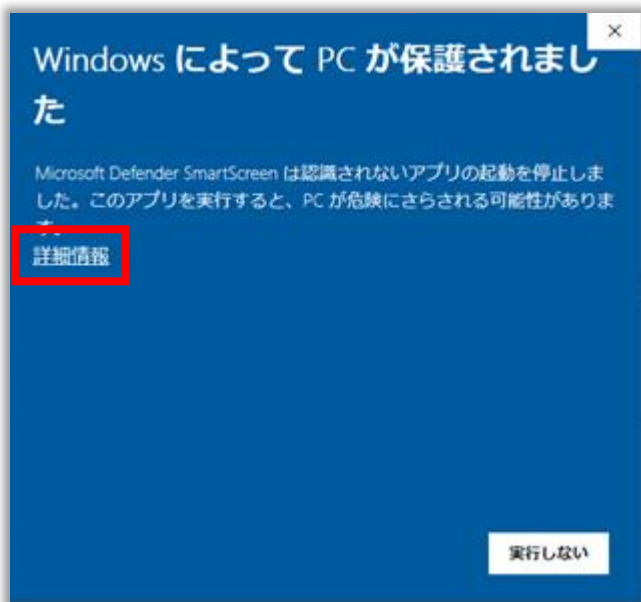 Windows によって PC が保護されまし
た
Microsoft Defender SmartScreen は認識されないアプリの起動を停止しま
した。このアプリを実行すると、PC が危険にさらされる可能性がありま
す。
詳細情報
実行しない